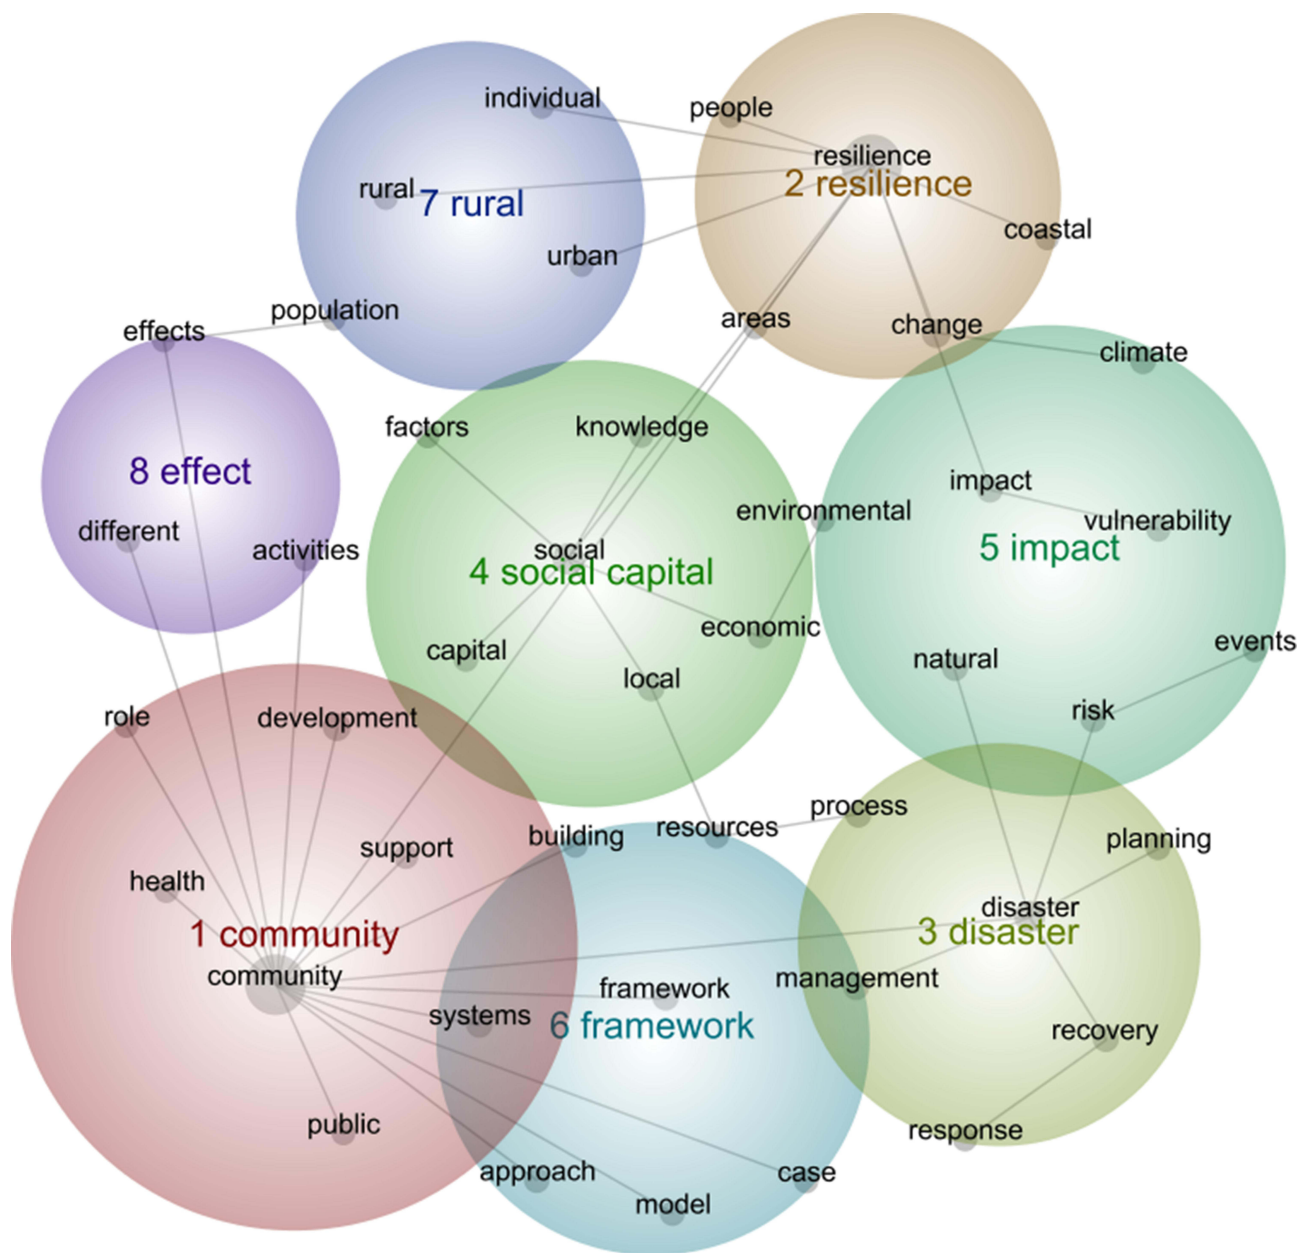 individual
people
resilience
2 resilience
rural
7 rural
coastal
urban
population
effects
areas
change
climate
factors
knowledge
8 effect
impact
environmental
vulnerability
different
activities
social
4 social capital
5 impact
economic
events
capital
natural
local
role
development
risk
process
resources
building
planning
support
health
disaster
3 disaster
1 community
community
management
framework
systems
6 framework
recovery
public
response
approach
case
model